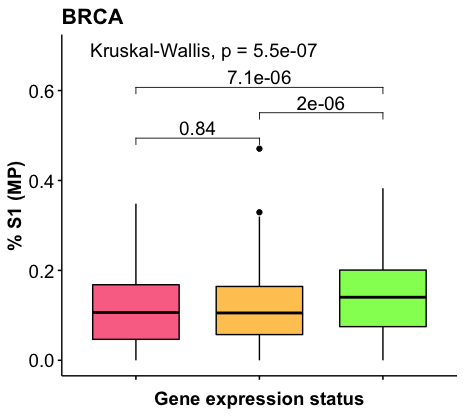 BRCA
Kruskal-Wallis, p = 5.5e-07
7.1e-06
2e-06
0.84
0.6
0.4
0.2
0.0
% S1 (MP)
Gene expression status